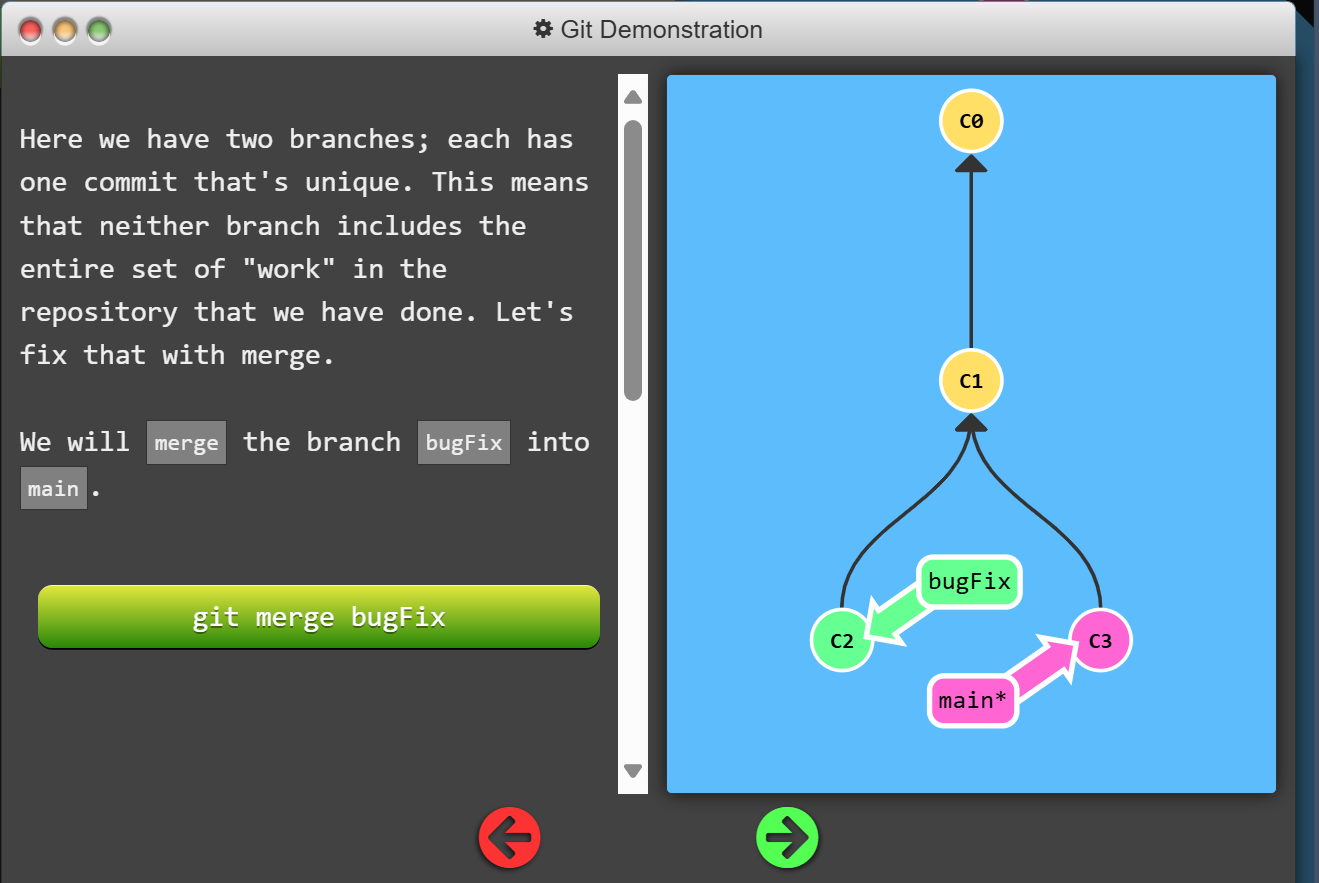 Git Demonstration
Here we have two branches; each has
one commit that's unique. This means
that neither branch includes the
entire set of "work" in the
repository that we have done. Let's
fix that with merge.
We will merge the branch bugFix into
main.
git merge bugFix
C0
C1
bugFix
C2
C3
main*